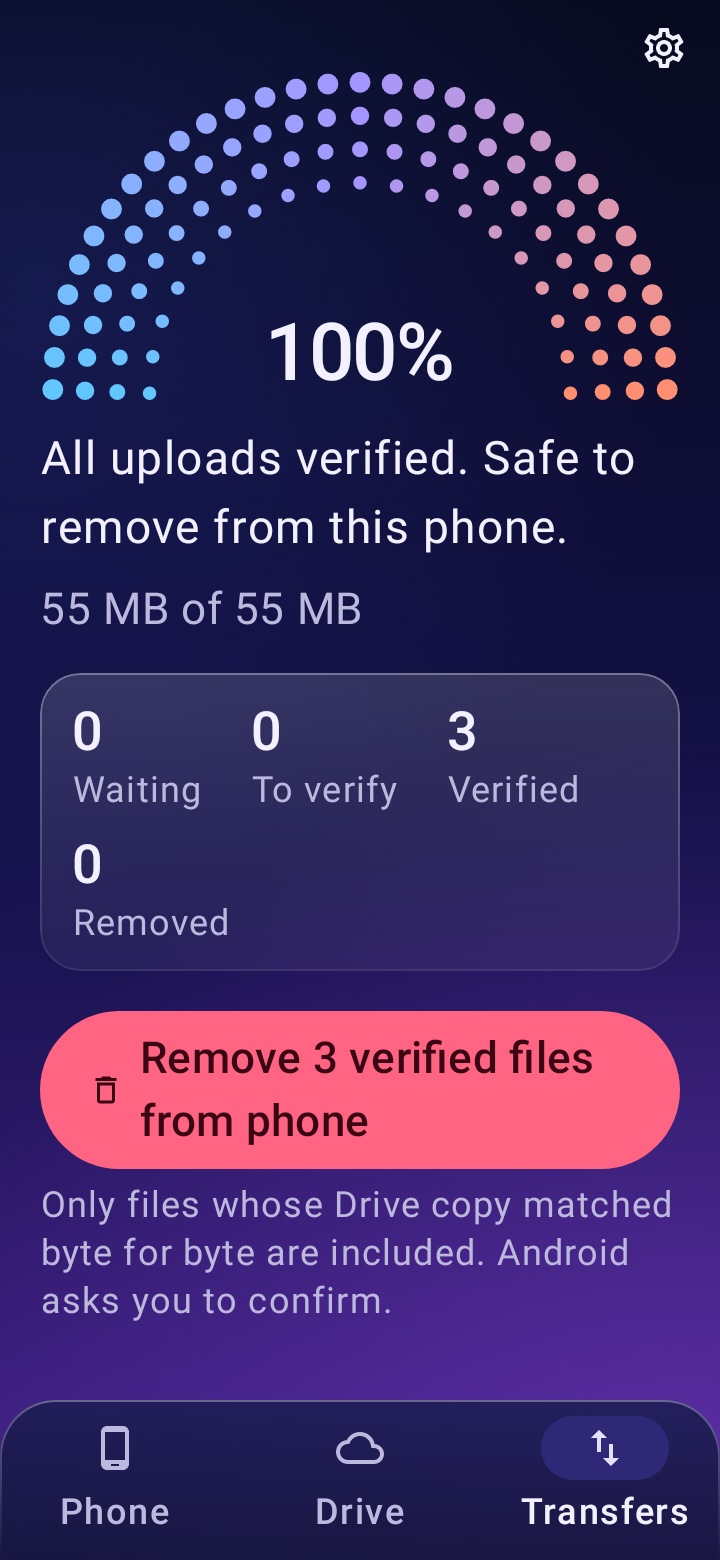 100%
All uploads verified. Safe to
remove from this phone.
55 MB of 55 MB
0 0 3
Waiting To verify Verified
0
Removed
Remove 3 verified files
from phone
Only files whose Drive copy matched
byte for byte are included. Android
asks you to confirm.
Phone Drive Transfers